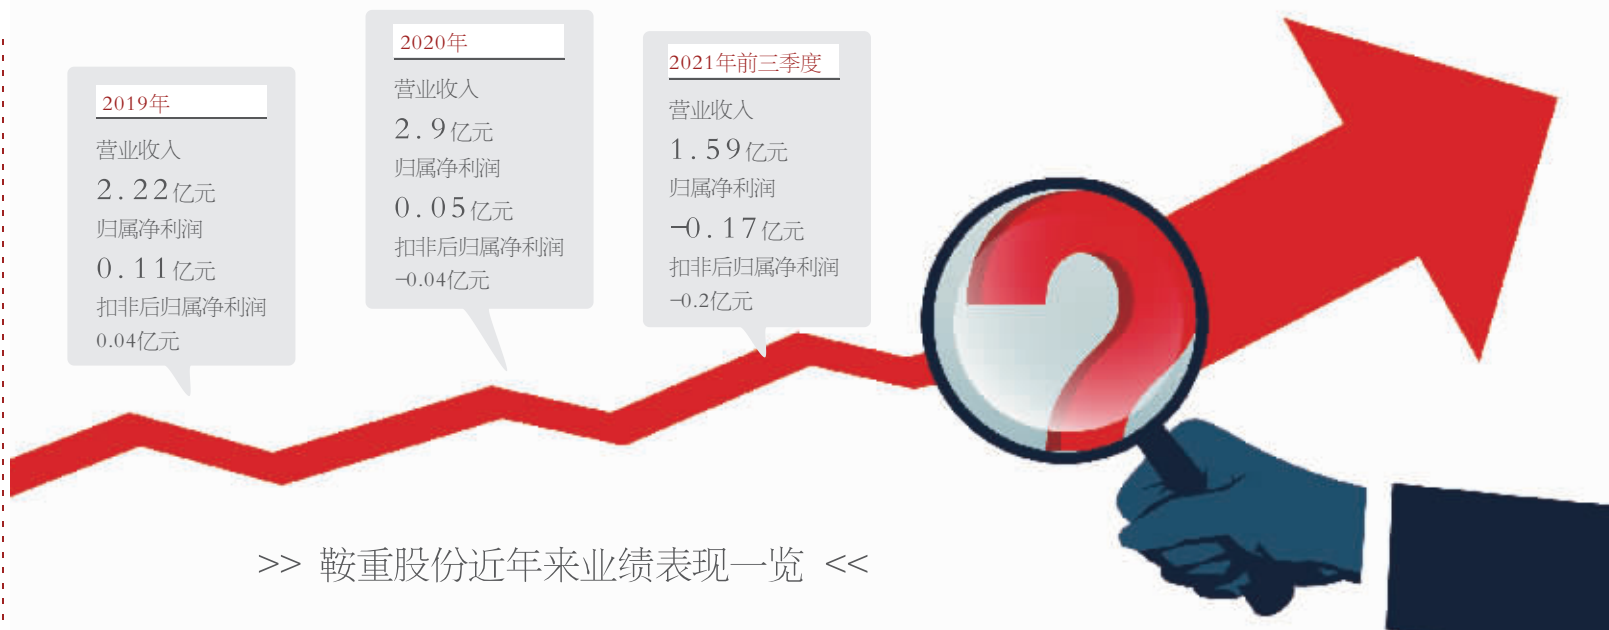 2019年
营业收入
2.22亿元
归属净利润
0.11亿元
扣非后归属净利润
0.04亿元
2020年
营业收入
2.9亿元
归属净利润
0.05亿元
扣非后归属净利润
-0.04亿元
2021年前三季度
营业收入
1.59亿元
归属净利润
-0.17亿元
扣非后归属净利润
-0.2亿元
>> 鞍重股份近年来业绩表现一览 <<